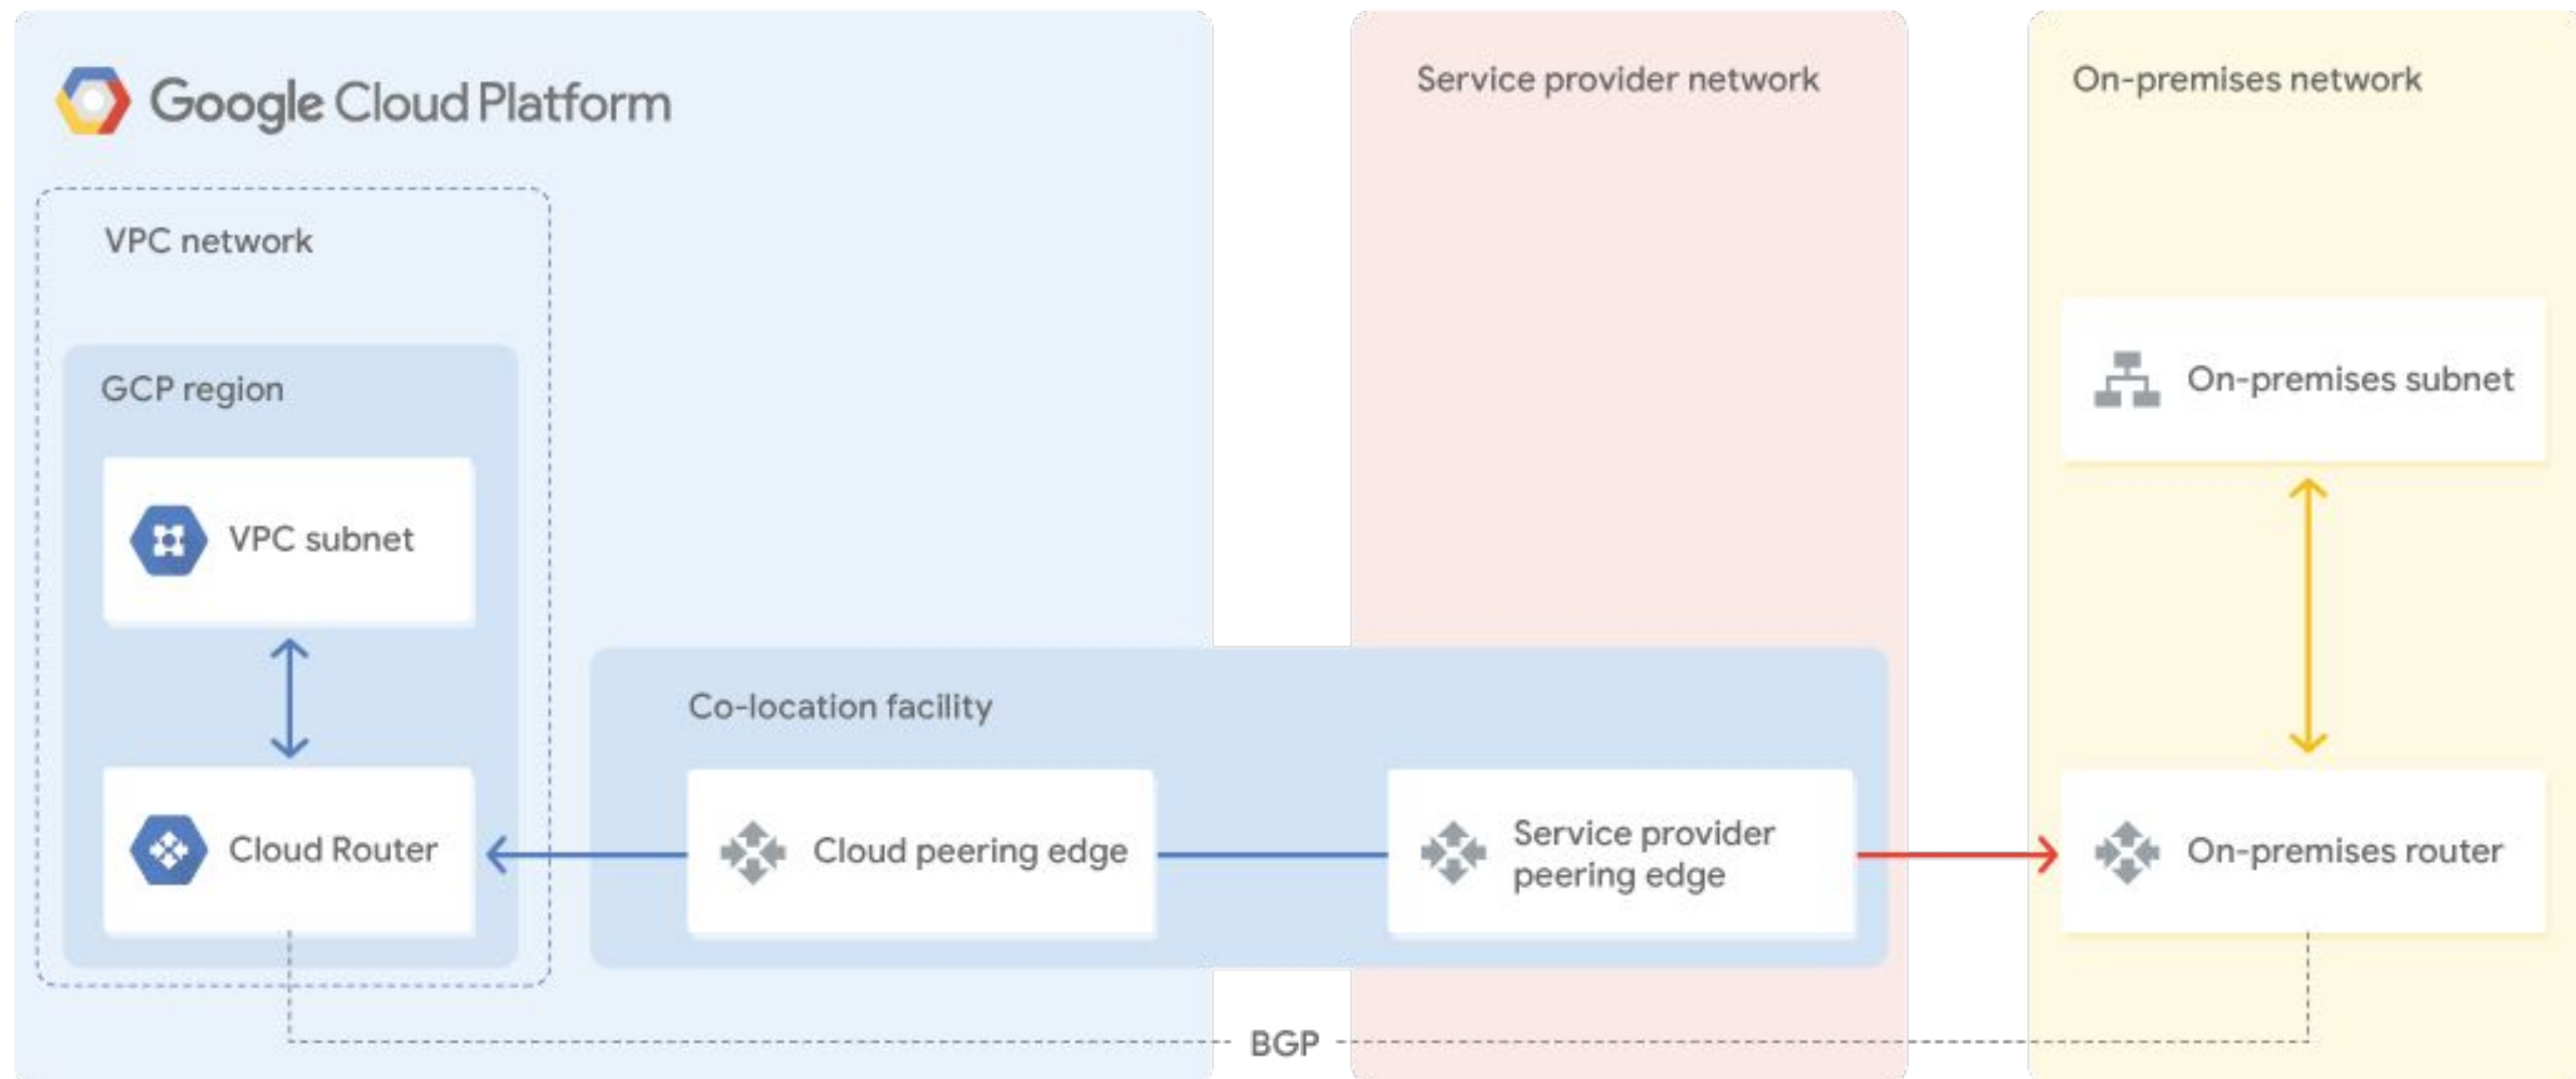 Google Cloud Platform
Service provider network
On-premises network
VPC network
GCP region
On-premises subnet
VPC subnet
Co-location facility
Cloud Router
Cloud peering edge
Service provider
peering edge
On-premises router
BGP